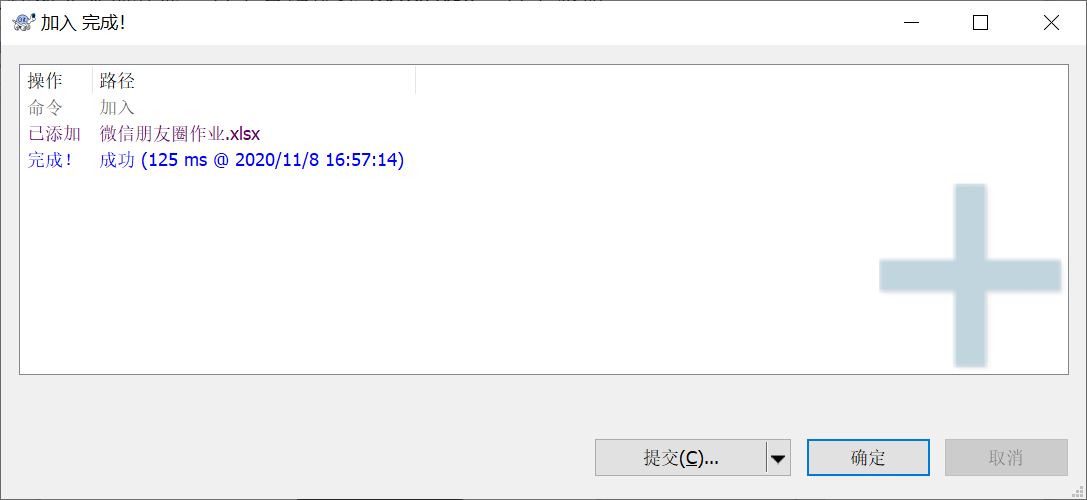 加入 完成!
操作 路径
命令 加入
已添加 微信朋友圈作业.xlsx
完成! 成功 (125 ms @ 2020/11/8 16:57:14)
提交(C)... 确定 取消